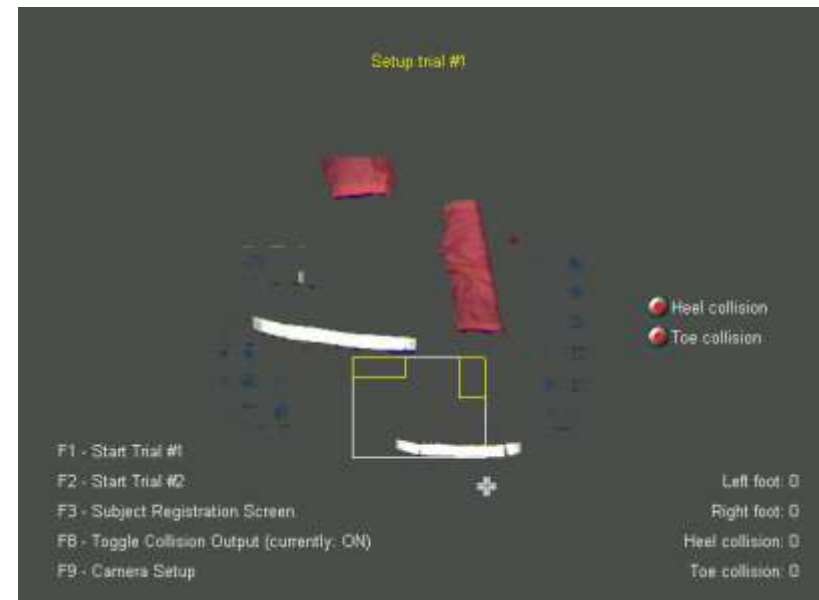 Setup trial #1
Heel collision
Toe collision
F1 - Start Trial #1
F2 - Start Trial #2
F3 - Subject Registration Screen
F8 - Toggle Collision Output (currently: ON)
F9 - Camera Setup
Left foot: 0
Right foot: 0
Heel collision: 0
Toe collision: 0